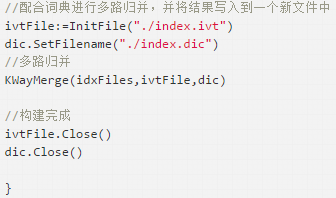 //配合词典进行多路归并，并将结果写入到一个新文件中
ivtFile:=InitFile("./index.ivt")
dic.SetFilename("./index.dic")
//多路归并
KWayMerge(idxFiles,ivtFile,dic)
//构建完成
ivtFile.Close()
dic.Close()
}